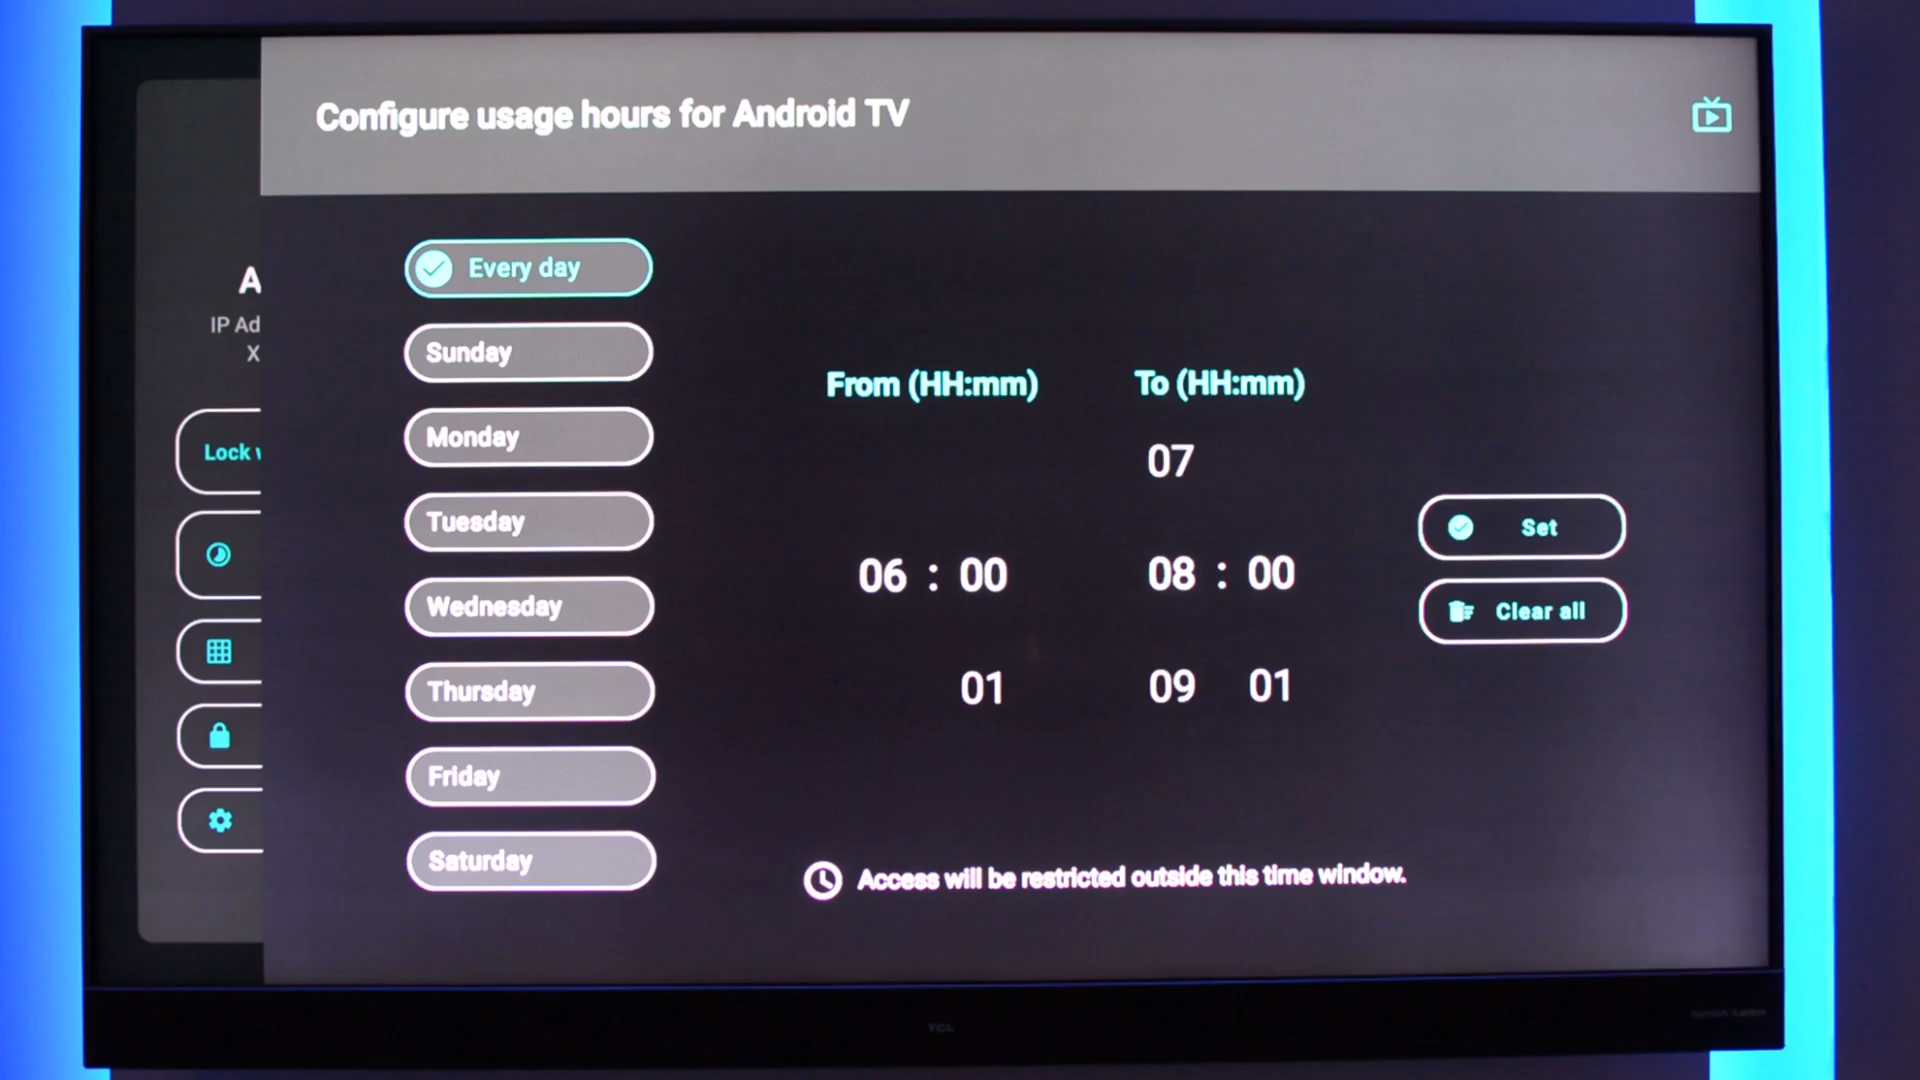 Configure usage hours for Android TV
A
IP Ad
X
Lock
Every day
Sunday
Monday
Tuesday
Wednesday
Thursday
Friday
Saturday
From (HH:mm)
To (HH:mm)
07
06 : 00
08 : 00
01
09 01
Set
Clear all
Access will be restricted outside this time window.
TCL